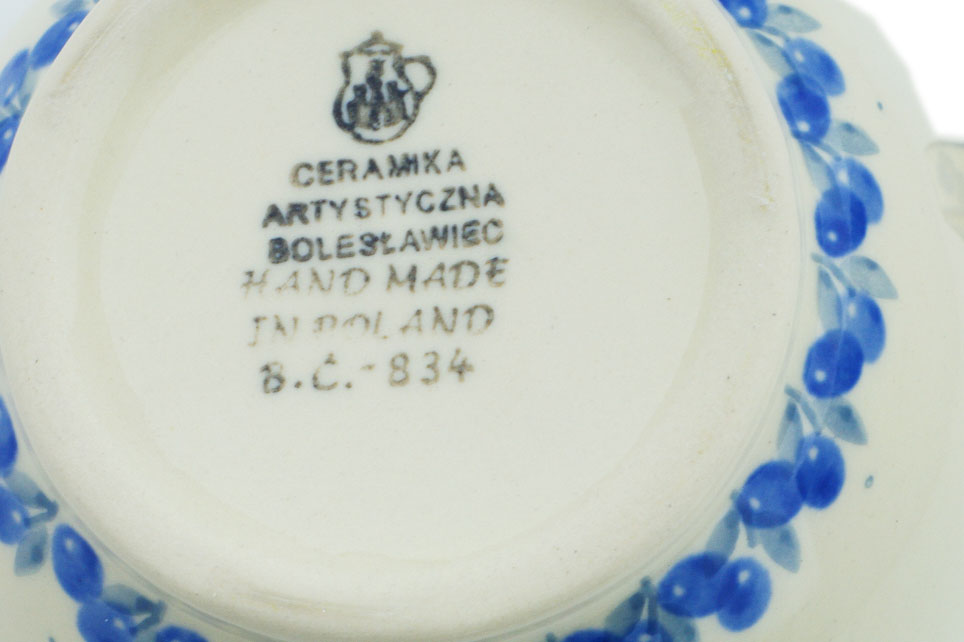 CERAMIKA
ARTYSTYCZNA
BOLESŁAWIEC
HAND MADE
IN POLAND
B.C.-834